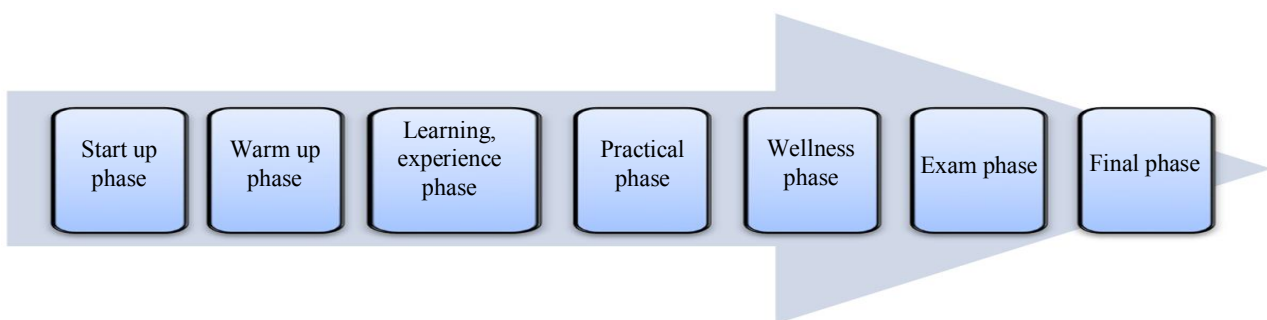 Start up
phase
Warm up
phase
Learning,
experience
phase
Practical
phase
Wellness
phase
Exam phase
Final phase